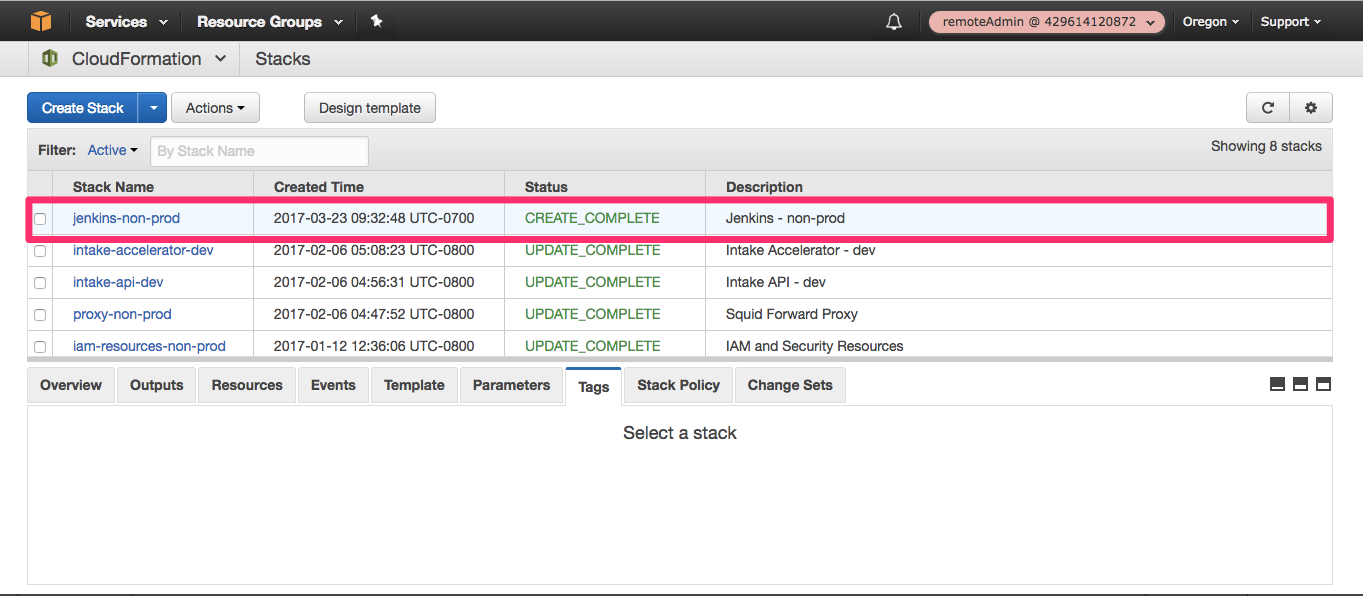 Services Resource Groups remoteAdmin @ 429614120872 Oregon Support
CloudFormation Stacks
Create Stack Actions Design template
Filter: Active By Stack Name Showing 8 stacks
Stack Name Created Time Status Description
jenkins-non-prod 2017-03-23 09:32:48 UTC-0700 CREATE_COMPLETE Jenkins - non-prod
intake-accelerator-dev 2017-02-06 05:08:23 UTC-0800 UPDATE_COMPLETE Intake Accelerator - dev
intake-api-dev 2017-02-06 04:56:31 UTC-0800 UPDATE_COMPLETE Intake API - dev
proxy-non-prod 2017-02-06 04:47:52 UTC-0800 UPDATE_COMPLETE Squid Forward Proxy
iam-resources-non-prod 2017-01-12 12:36:06 UTC-0800 UPDATE_COMPLETE IAM and Security Resources
Overview Outputs Resources Events Template Parameters Tags Stack Policy Change Sets
Select a stack